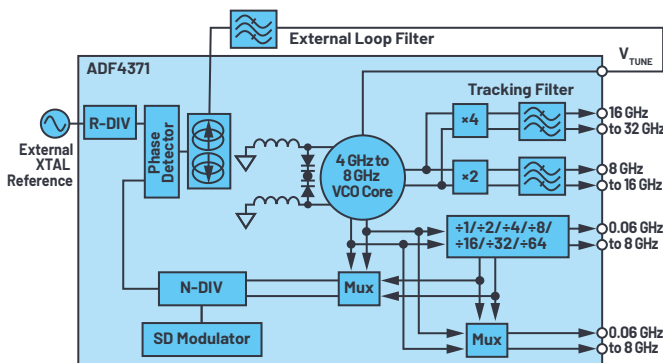 External Loop Filter
V TUNE
ADF4371
Tracking Filter
R-DIV
Phase
Detector
External
XTAL
Reference
4 GHz to
8 GHz
VCO Core
×4
16 GHz
to 32 GHz
×2
8 GHz
to 16 GHz
÷1/÷2/÷4/÷8/
÷16/÷32/÷64
0.06 GHz
to 8 GHz
N-DIV
Mux
SD Modulator
Mux
0.06 GHz
to 8 GHz